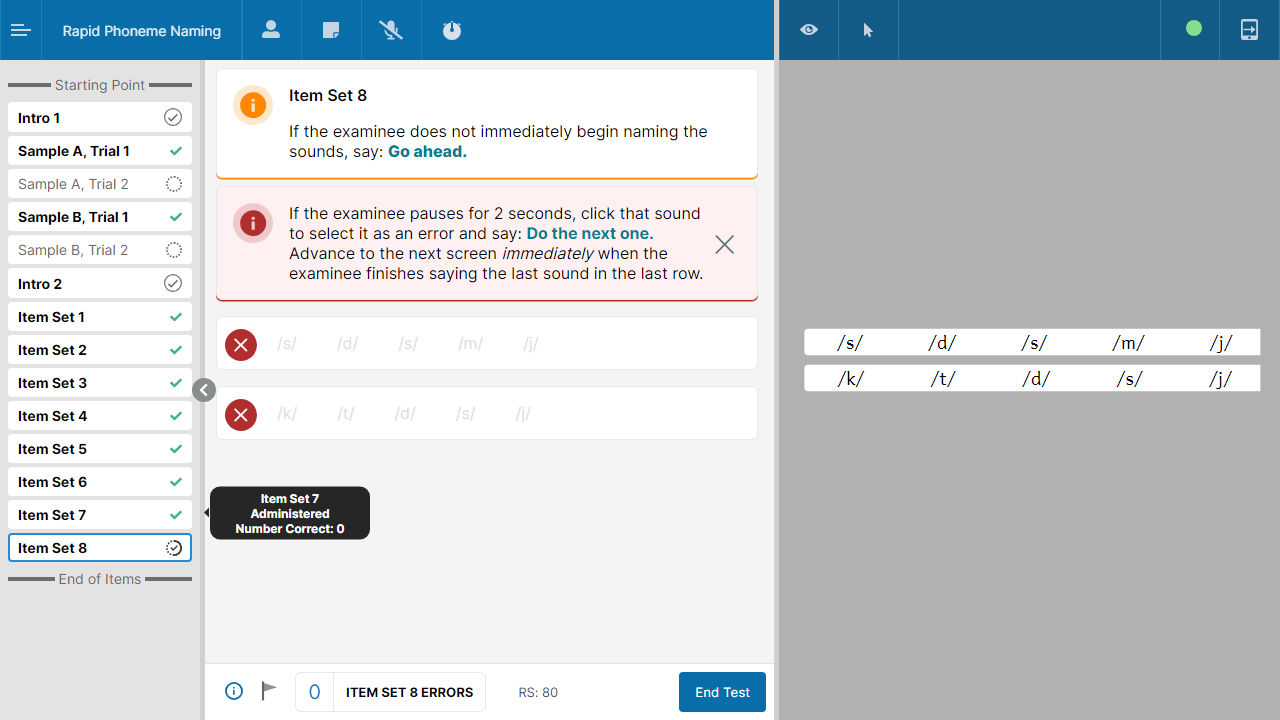 Rapid Phoneme Naming
Starting Point
Intro 1
Sample A, Trial 1
Sample A, Trial 2
Sample B, Trial 1
Sample B, Trial 2
Intro 2
Item Set 1
Item Set 2
Item Set 3
Item Set 4
Item Set 5
Item Set 6
Item Set 7
Item Set 8
End of Items
Item Set 8
If the examinee does not immediately begin naming the
sounds, say: Go ahead.
If the examinee pauses for 2 seconds, click that sound
to select it as an error and say: Do the next one.
Advance to the next screen immediately when the
examinee finishes saying the last sound in the last row.
/s/ /d/ /s/ /m/ /j/
/k/ /t/ /d/ /s/ /j/
Item Set 7
Administered
Number Correct: 0
0 ITEM SET 8 ERRORS RS: 80 End Test
/s/ /d/ /s/ /m/ /j/
/k/ /t/ /d/ /s/ /j/